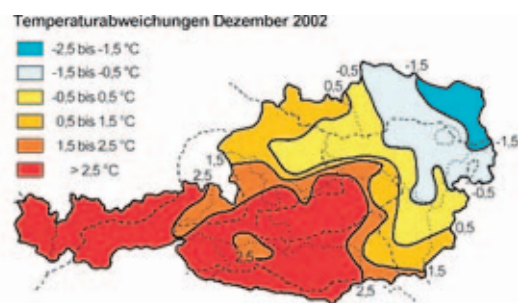 Temperaturabweichungen Dezember 2002
-2,5 bis -1,5 °C
-1,5 bis -0,5 °C
-0,5 bis 0,5 °C
0,5 bis 1,5 °C
1,5 bis 2,5 °C
> 2,5 °C
-0,5
-1,5
0,5
1,5
2,5
-1,5
-0,5
0,5
2,5
1,5
2,5